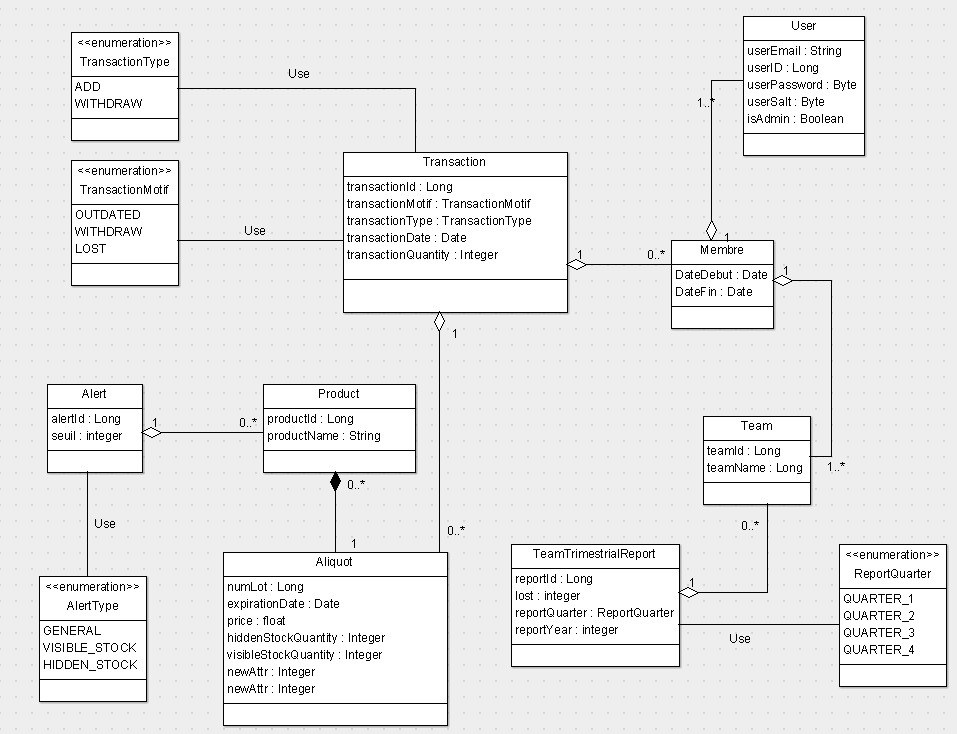 <<enumeration>>
TransactionType
ADD
WITHDRAW
Use
User
userEmail : String
userID : Long
userPassword : Byte
userSalt : Byte
isAdmin : Boolean
1..*
1
<<enumeration>>
TransactionMotif
OUTDATED
WITHDRAW
LOST
Use
Transaction
transactionId : Long
transactionMotif : TransactionMotif
transactionType : TransactionType
transactionDate : Date
transactionQuantity : Integer
1
0..*
Membre
DateDebut : Date
DateFin : Date
1
1
Alert
alertId : Long
seuil : integer
1
0..*
Product
productId : Long
productName : String
0..*
1
0..*
Team
teamId : Long
teamName : Long
1..*
0..*
Use
<<enumeration>>
AlertType
GENERAL
VISIBLE_STOCK
HIDDEN_STOCK
Aliquot
numLot : Long
expirationDate : Date
price : float
hiddenStockQuantity : Integer
visibleStockQuantity : Integer
newAttr : Integer
newAttr : Integer
TeamTrimestrialReport
reportId : Long
lost : integer
reportQuarter : ReportQuarter
reportYear : integer
1
Use
<<enumeration>>
ReportQuarter
QUARTER_1
QUARTER_2
QUARTER_3
QUARTER_4